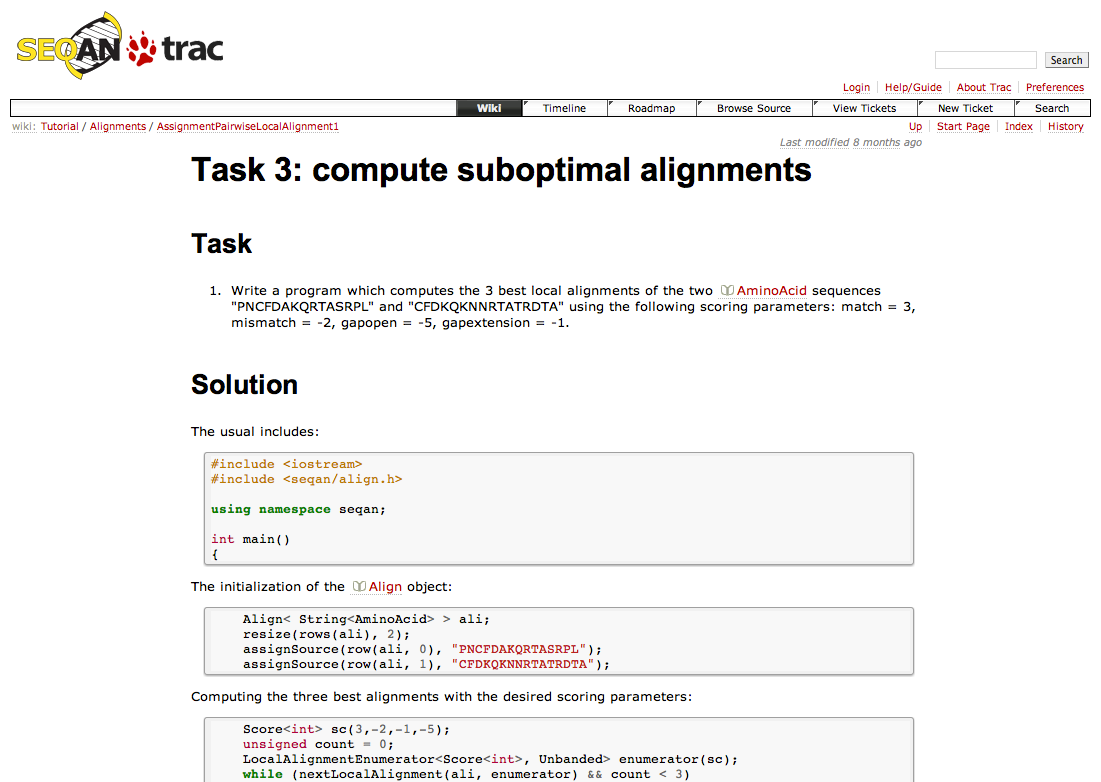 SEQAN trac
Search
Login Help/Guide About Trac Preferences
Wiki Timeline Roadmap Browse Source View Tickets New Ticket Search
wiki: Tutorial / Alignments / AssignmentPairwiseLocalAlignment1
Up Start Page Index History
Last modified 8 months ago
Task 3: compute suboptimal alignments
Task
1. Write a program which computes the 3 best local alignments of the two AminoAcid sequences
"PNCFDAKQRTASRPL" and "CFDKQKNNRTATRDTA" using the following scoring parameters: match = 3,
mismatch = -2, gapopen = -5, gapextension = -1.
Solution
The usual includes:
#include <iostream>
#include <seqan/align.h>
using namespace seqan;
int main()
{
The initialization of the Align object:
Align< String<AminoAcid> > ali;
resize(rows(ali), 2);
assignSource(row(ali, 0), "PNCFDAKQRTASRPL");
assignSource(row(ali, 1), "CFDKQKNNRTATRDTA");
Computing the three best alignments with the desired scoring parameters:
Score<int> sc(3,-2,-1,-5);
unsigned count = 0;
LocalAlignmentEnumerator<Score<int>, Unbanded> enumerator(sc);
while (nextLocalAlignment(ali, enumerator) && count < 3)